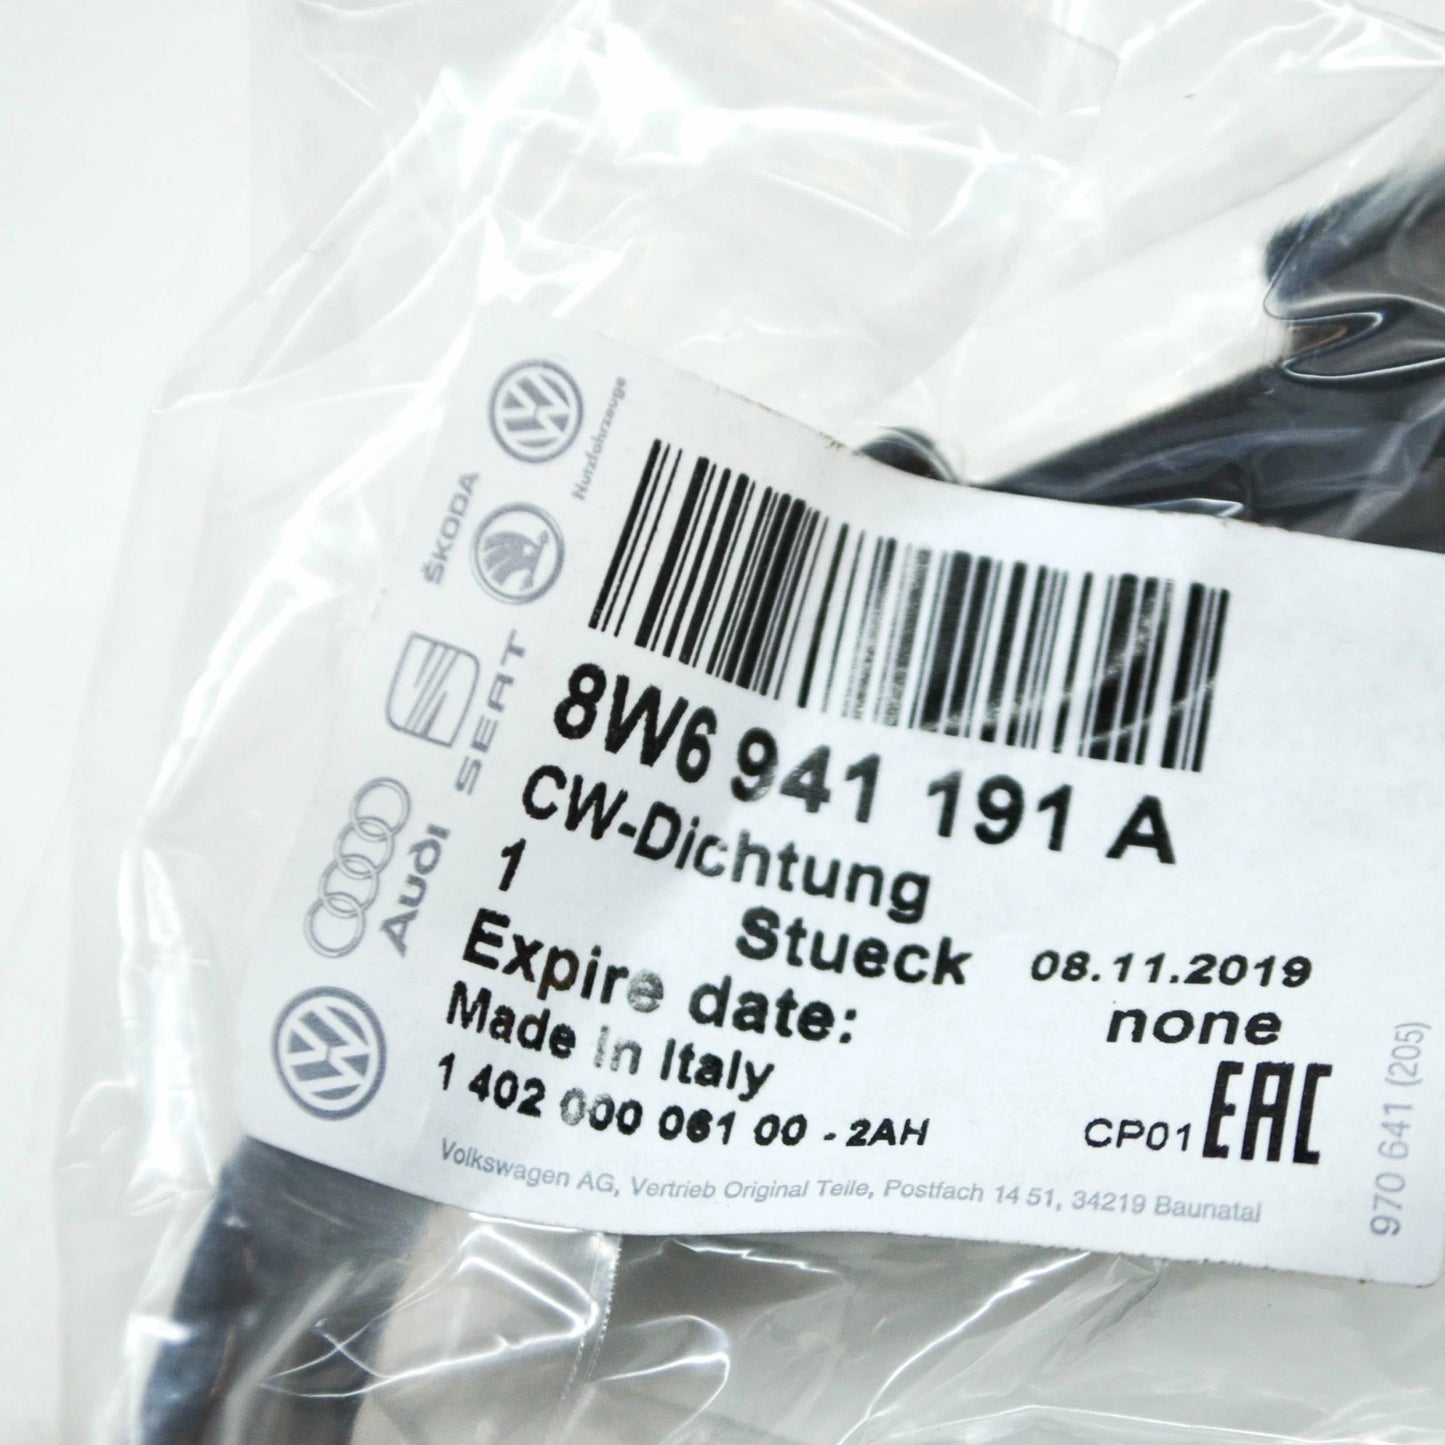 Nutzfahrzeuge
ŠKODA
SEAT
Audi
8W6 941 191 A
CW-Dichtung
1 Stueck 08.11.2019
Expire date: none
Made in Italy
1 402 000 061 00 - 2AH CP01 EAC
Volkswagen AG, Vertrieb Original Teile, Postfach 14 51, 34219 Baunatal
970 641 (205)